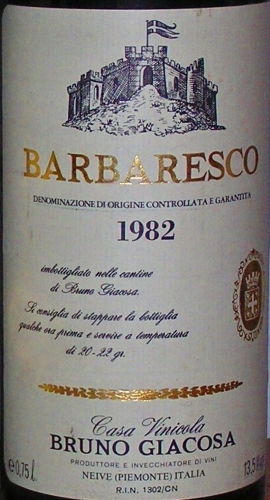 BARBARESCO
DENOMINAZIONE DI ORIGINE CONTROLLATA E GARANTITA
1982
imbottigliato nelle cantine
di Bruno Giacosa.
Si consiglia di stappare la bottiglia
qualche ora prima e servire a temperatura
di 20-22 gr.
Casa Vinicola
e 0,75 l
BRUNO GIACOSA
13,5%
PRODUTTORE E INVECCHIATORE DI VINI
NEIVE (PIEMONTE) ITALIA
R.I.N. 1302/CN